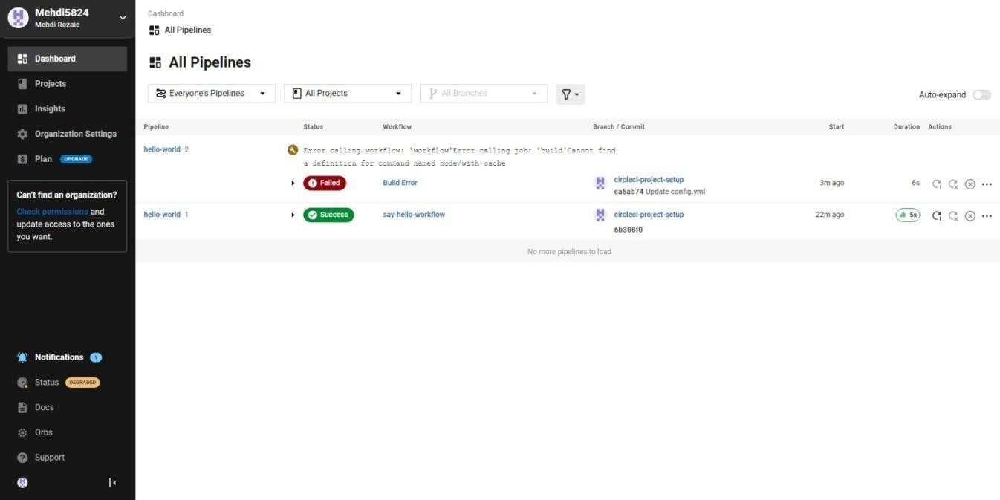 Mehdi5824
Mehdi Rezaie
Dashboard
Projects
Insights
Organization Settings
Plan UPGRADE
Can't find an organization?
Check permissions and
update access to the ones
you want.
Notifications 1
Status DEGRADED
Docs
Orbs
Support
Dashboard
All Pipelines
All Pipelines
Everyone's Pipelines All Projects All Branches Auto-expand
Pipeline Status Workflow Branch / Commit Start Duration Actions
hello-world 2 Error calling workflow: 'workflow'Error calling job: 'build'Cannot find
a definition for command named node/with-cache
Failed Build Error circleci-project-setup 3m ago 6s
ca5ab74 Update config.yml
hello-world 1 Success say-hello-workflow circleci-project-setup 22m ago 5s
6b308f0
No more pipelines to load